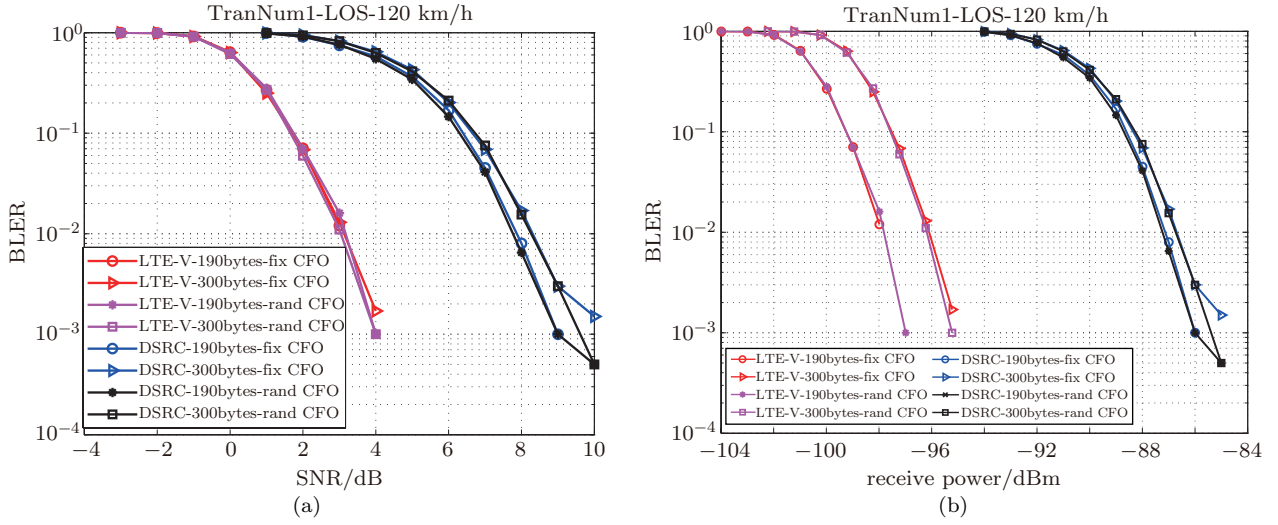 TranNum1-LOS-120 km/h
10^0
10^-1
10^-2
10^-3
10^-4
BLER
LTE-V-190bytes-fix CFO
LTE-V-300bytes-fix CFO
LTE-V-190bytes-rand CFO
LTE-V-300bytes-rand CFO
DSRC-190bytes-fix CFO
DSRC-300bytes-fix CFO
DSRC-190bytes-rand CFO
DSRC-300bytes-rand CFO
−4 −2 0 2 4 6 8 10
SNR/dB
(a)
TranNum1-LOS-120 km/h
10^0
10^-1
10^-2
10^-3
10^-4
BLER
LTE-V-190bytes-fix CFO
LTE-V-300bytes-fix CFO
LTE-V-190bytes-rand CFO
LTE-V-300bytes-rand CFO
DSRC-190bytes-fix CFO
DSRC-300bytes-fix CFO
DSRC-190bytes-rand CFO
DSRC-300bytes-rand CFO
−104 −100 −96 −92 −88 −84
receive power/dBm
(b)